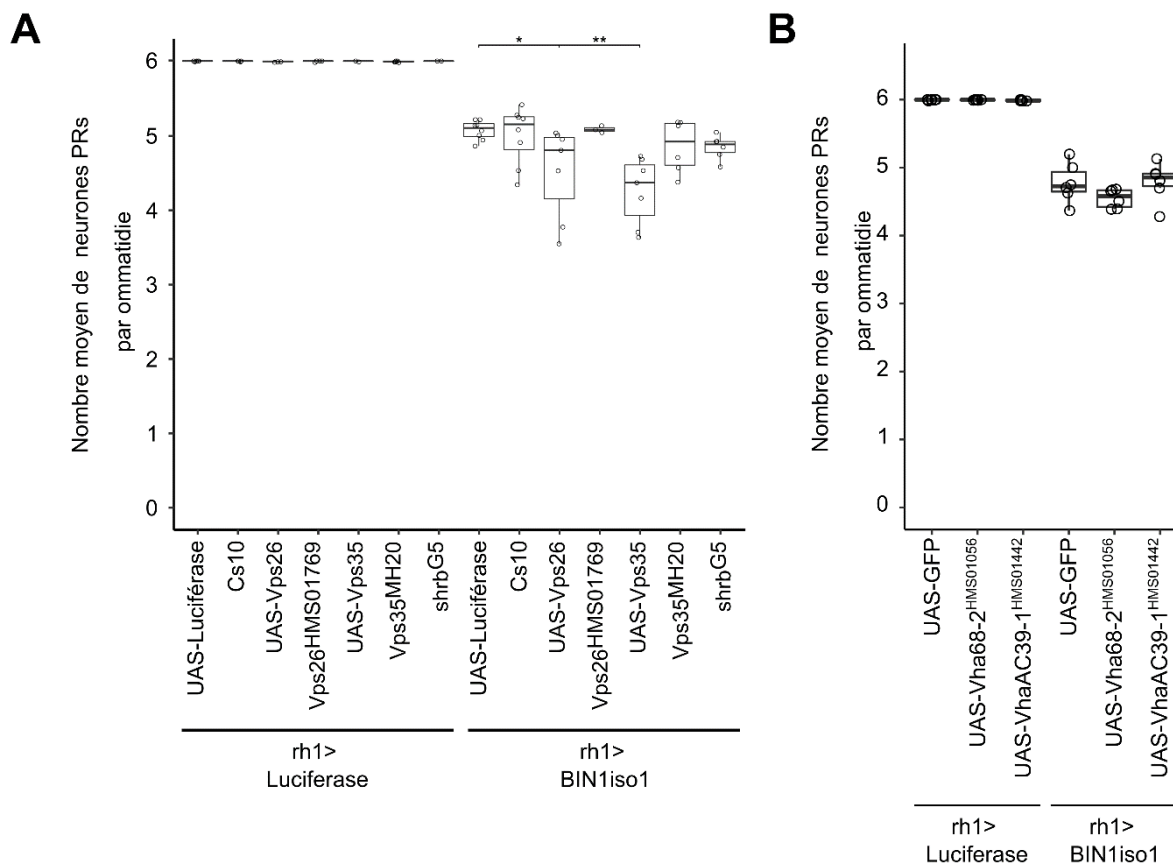 A
Nombre moyen de neurones PRs
par ommatidie
6
5
4
3
2
1
0
* **
UAS-Luciférase
Cs10
UAS-Vps26
Vps26HMS01769
UAS-Vps35
Vps35MH20
shrbG5
UAS-Luciférase
Cs10
UAS-Vps26
Vps26HMS01769
UAS-Vps35
Vps35MH20
shrbG5
rh1>
Luciferase
rh1>
BIN1iso1
B
Nombre moyen de neurones PRs
par ommatidie
6
5
4
3
2
1
0
UAS-GFP
UAS-Vha68-2HMS01056
UAS-VhaAC39-1HMS01442
UAS-GFP
UAS-Vha68-2HMS01056
UAS-VhaAC39-1HMS01442
rh1>
Luciferase
rh1>
BIN1iso1